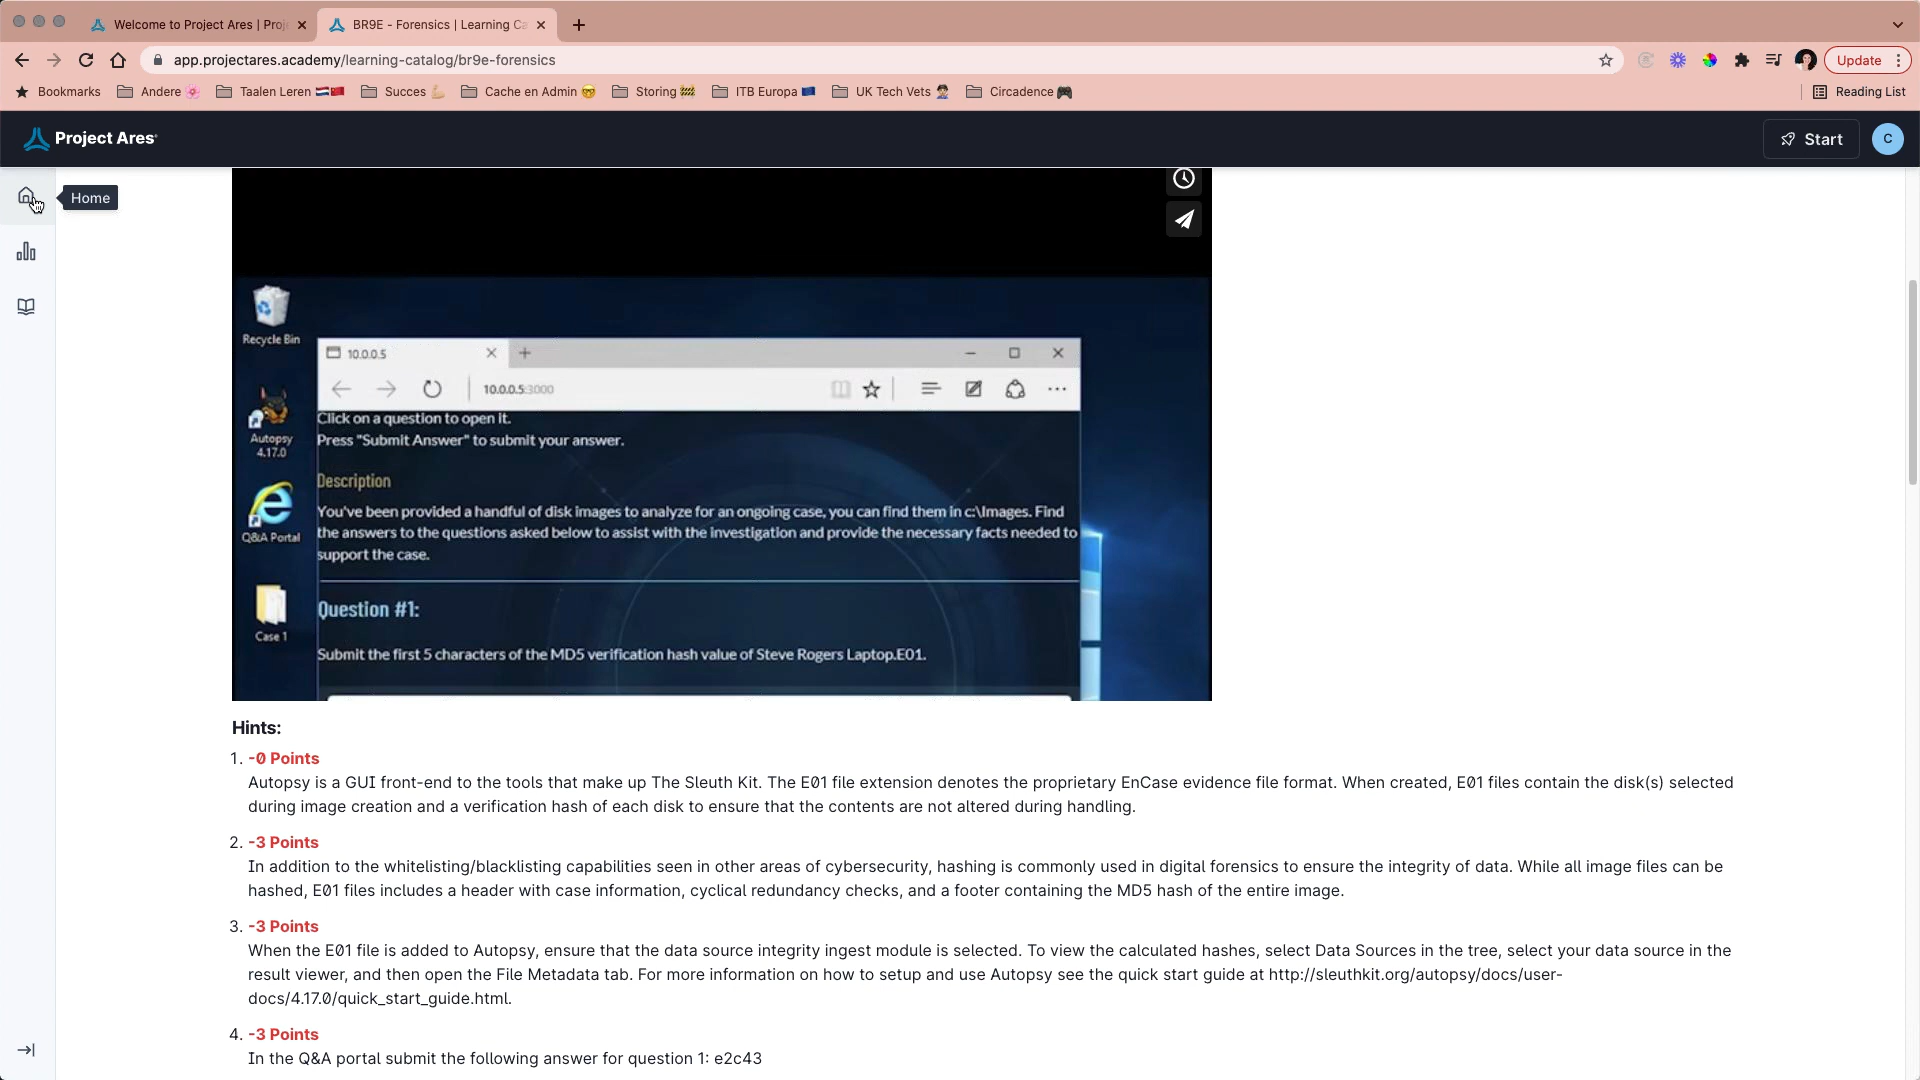 Welcome to Project Ares | Proj
BR9E - Forensics | Learning Ca
app.projectares.academy/learning-catalog/br9e-forensics
Update
Bookmarks
Andere
Taalen Leren
Succes
Cache en Admin
Storing
ITB Europa
UK Tech Vets
Circadence
Reading List
Project Ares
Start
C
Home
Recycle Bin
10.0.0.5
10.0.0.5:3000
Click on a question to open it.
Press "Submit Answer" to submit your answer.
Autopsy
4.17.0
Description
You've been provided a handful of disk images to analyze for an ongoing case, you can find them in c:\Images. Find
the answers to the questions asked below to assist with the investigation and provide the necessary facts needed to
support the case.
Q&A Portal
Question #1:
Case 1
Submit the first 5 characters of the MD5 verification hash value of Steve Rogers Laptop.E01.
Hints:
1. -0 Points
Autopsy is a GUI front-end to the tools that make up The Sleuth Kit. The E01 file extension denotes the proprietary EnCase evidence file format. When created, E01 files contain the disk(s) selected
during image creation and a verification hash of each disk to ensure that the contents are not altered during handling.
2. -3 Points
In addition to the whitelisting/blacklisting capabilities seen in other areas of cybersecurity, hashing is commonly used in digital forensics to ensure the integrity of data. While all image files can be
hashed, E01 files includes a header with case information, cyclical redundancy checks, and a footer containing the MD5 hash of the entire image.
3. -3 Points
When the E01 file is added to Autopsy, ensure that the data source integrity ingest module is selected. To view the calculated hashes, select Data Sources in the tree, select your data source in the
result viewer, and then open the File Metadata tab. For more information on how to setup and use Autopsy see the quick start guide at http://sleuthkit.org/autopsy/docs/user-
docs/4.17.0/quick_start_guide.html.
4. -3 Points
In the Q&A portal submit the following answer for question 1: e2c43